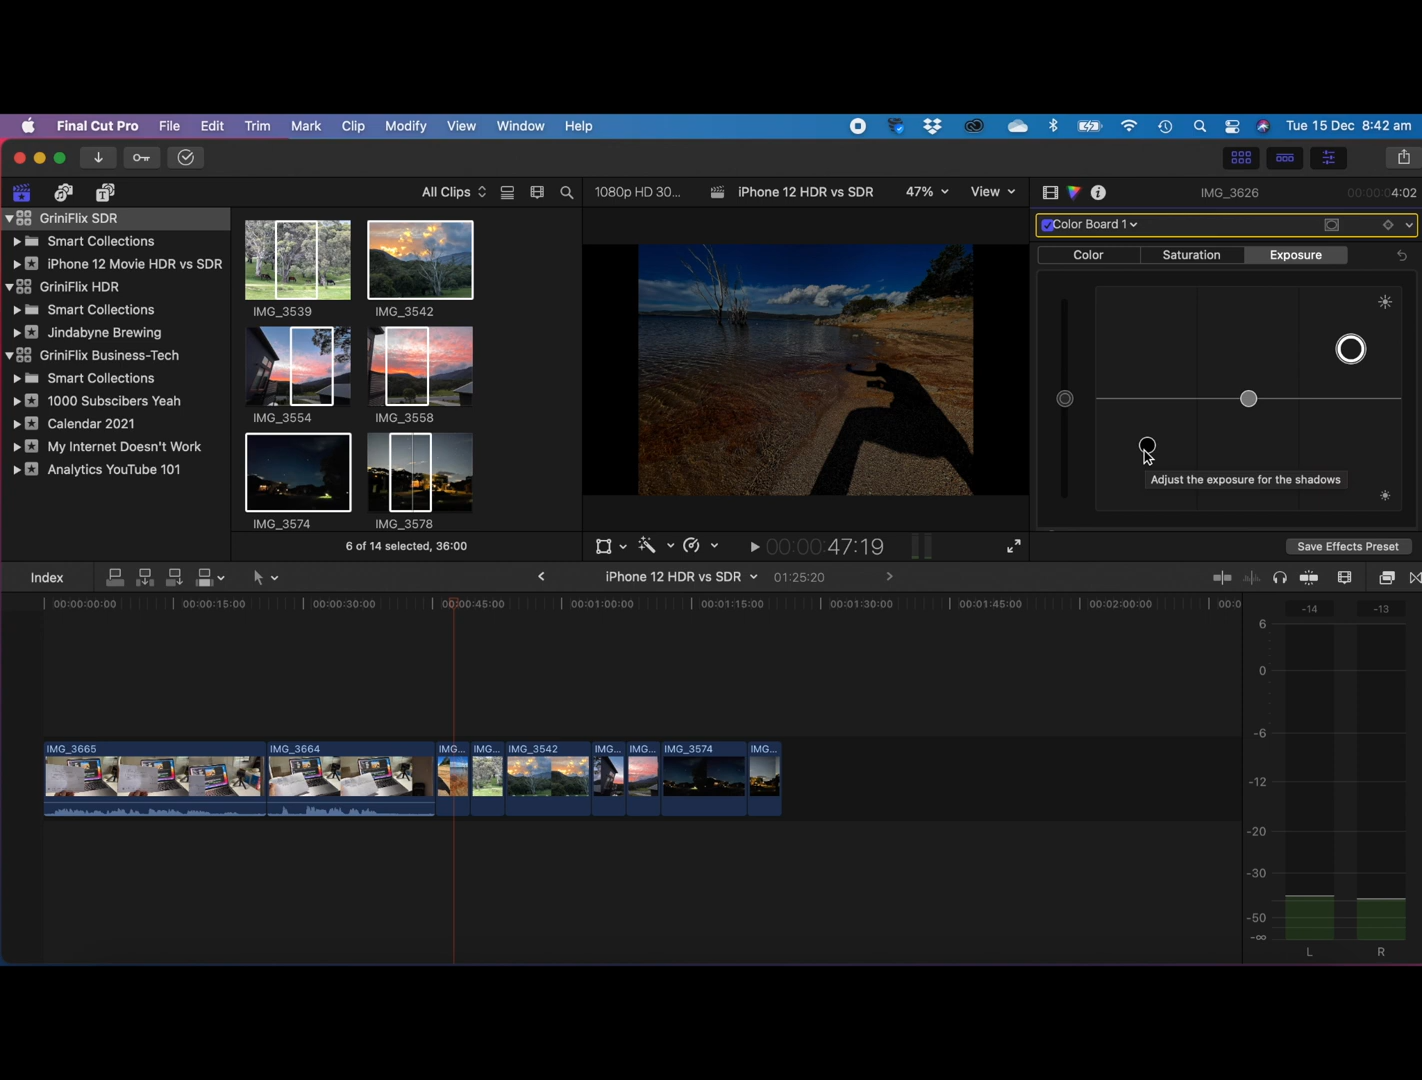 Final Cut Pro File Edit Trim Mark Clip Modify View Window Help Tue 15 Dec 8:42 am
All Clips 1080p HD 30... iPhone 12 HDR vs SDR 47% View IMG_3626 00:00:04:02
GriniFlix SDR
Smart Collections
iPhone 12 Movie HDR vs SDR
GriniFlix HDR
Smart Collections
Jindabyne Brewing
GriniFlix Business-Tech
Smart Collections
1000 Subscibers Yeah
Calendar 2021
My Internet Doesn't Work
Analytics YouTube 101
IMG_3539 IMG_3542
IMG_3554 IMG_3558
IMG_3574 IMG_3578
6 of 14 selected, 36:00
00:00:47:19
Color Board 1
Color Saturation Exposure
Adjust the exposure for the shadows
Save Effects Preset
Index iPhone 12 HDR vs SDR 01:25:20
00:00:00:00 00:00:15:00 00:00:30:00 00:00:45:00 00:01:00:00 00:01:15:00 00:01:30:00 00:01:45:00 00:02:00:00 00:0
IMG_3665 IMG_3664 IMG... IMG... IMG_3542 IMG... IMG... IMG_3574 IMG...
-14 -13
6
0
-6
-12
-20
-30
-50
-∞
L R